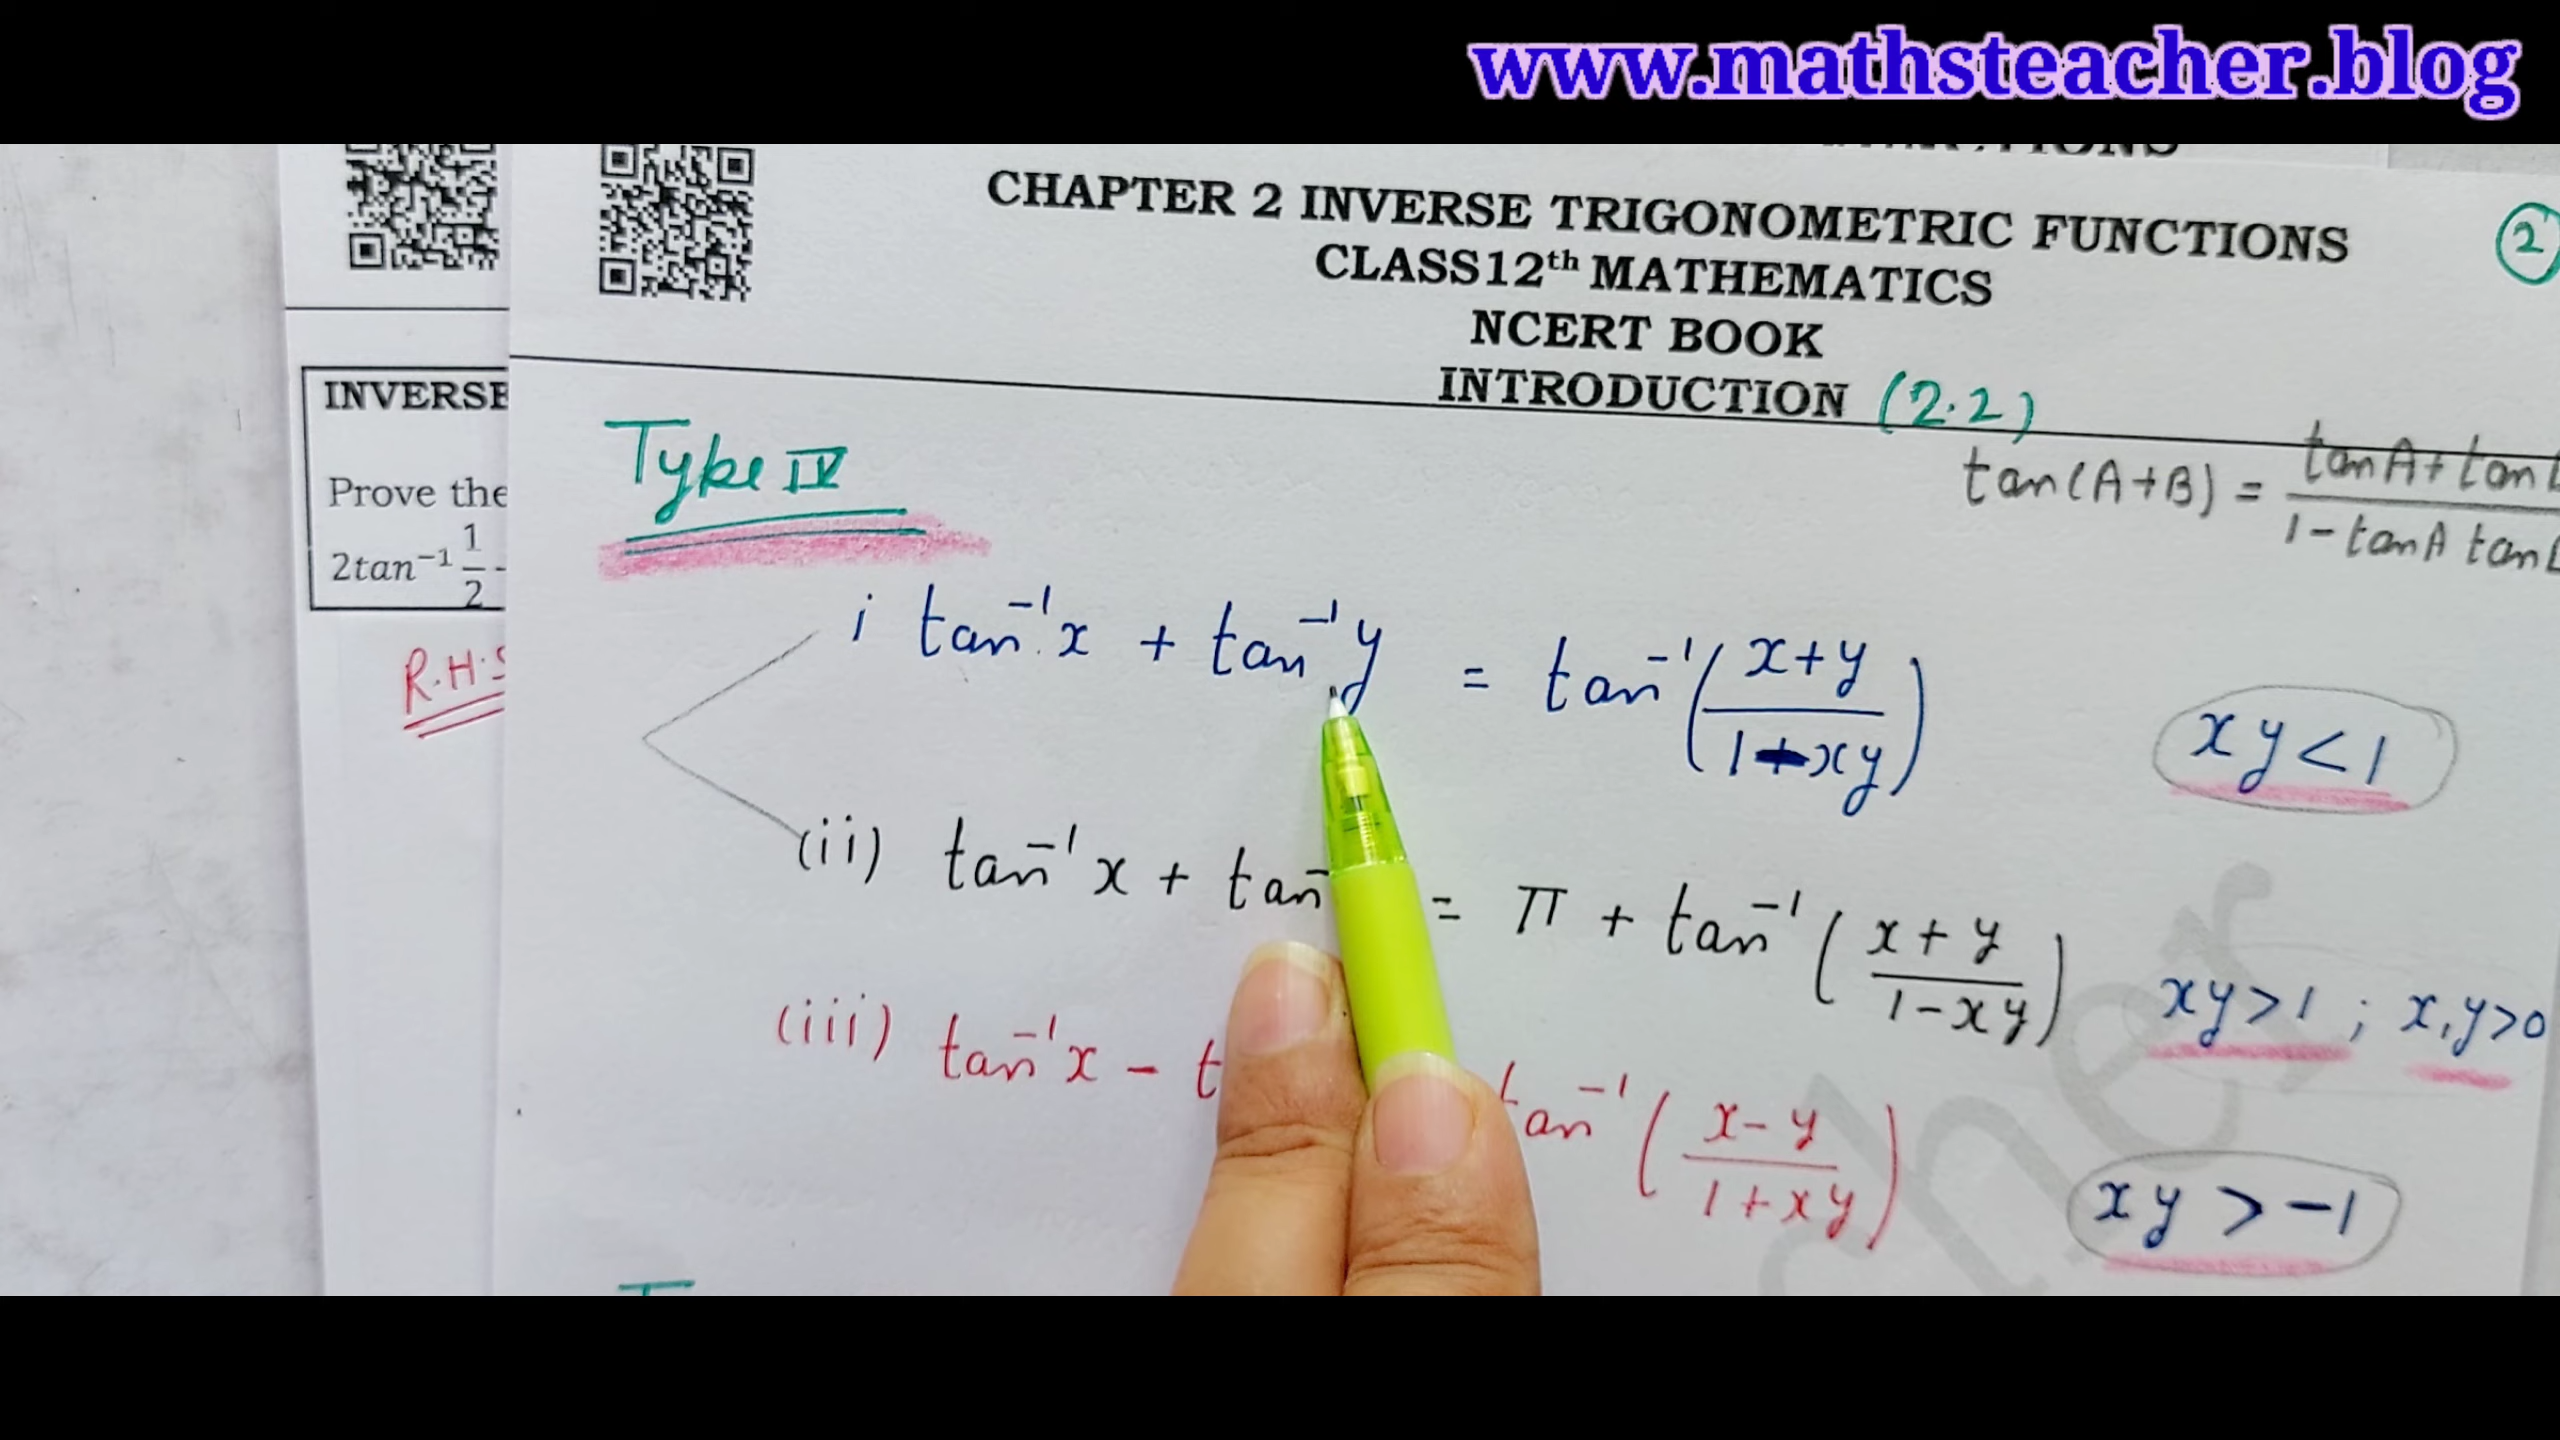 www.mathsteacher.blog
CHAPTER 2 INVERSE TRIGONOMETRIC FUNCTIONS
2
CLASS12th MATHEMATICS
NCERT BOOK
INTRODUCTION (2.2)
INVERSE
Prove the
2tan⁻¹ 1/2 -
R.H.S
Type IV
tan(A+B) = tanA + tan / 1 - tanA tan
i tan⁻¹x + tan⁻¹y = tan⁻¹(x+y / 1-xy) xy<1
(ii) tan⁻¹x + tan⁻ = π + tan⁻¹(x+y / 1-xy) xy>1 ; x,y>0
(iii) tan⁻¹x - t tan⁻¹(x-y / 1+xy) xy > -1